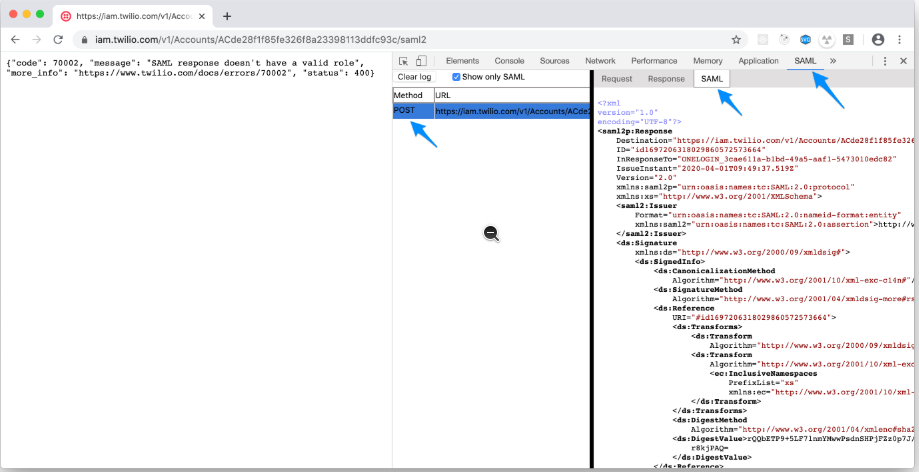 https://iam.twilio.com/v1/Accou
iam.twilio.com/v1/Accounts/ACde28f1f85fe326f8a23398113ddfc93c/saml2
{"code": 70002, "message": "SAML response doesn't have a valid role",
"more_info": "https://www.twilio.com/docs/errors/70002", "status": 400}
Elements Console Sources Network Performance Memory Application SAML »
Clear log Show only SAML
Method URL
POST https://iam.twilio.com/v1/Accounts/ACde2
Request Response SAML
<?xml
version="1.0"
encoding="UTF-8"?>
<saml2p:Response
Destination="https://iam.twilio.com/v1/Accounts/ACde28f1f85fe326
ID="id1697206318029860572573664"
InResponseTo="ONELOGIN_3cae611a-b1bd-49a5-aaf1-5473010edc82"
IssueInstant="2020-04-01T09:49:37.519Z"
Version="2.0"
xmlns:saml2p="urn:oasis:names:tc:SAML:2.0:protocol"
xmlns:xs="http://www.w3.org/2001/XMLSchema">
<saml2:Issuer
Format="urn:oasis:names:tc:SAML:2.0:nameid-format:entity"
xmlns:saml2="urn:oasis:names:tc:SAML:2.0:assertion">http://w
</saml2:Issuer>
<ds:Signature
xmlns:ds="http://www.w3.org/2000/09/xmldsig#">
<ds:SignedInfo>
<ds:CanonicalizationMethod
Algorithm="http://www.w3.org/2001/10/xml-exc-c14n#"/
<ds:SignatureMethod
Algorithm="http://www.w3.org/2001/04/xmldsig-more#rs
<ds:Reference
URI="#id1697206318029860572573664">
<ds:Transforms>
<ds:Transform
Algorithm="http://www.w3.org/2000/09/xmldsig
<ds:Transform
Algorithm="http://www.w3.org/2001/10/xml-exc
<ec:InclusiveNamespaces
PrefixList="xs"
xmlns:ec="http://www.w3.org/2001/10/xml-
</ds:Transform>
</ds:Transforms>
<ds:DigestMethod
Algorithm="http://www.w3.org/2001/04/xmlenc#sha2
<ds:DigestValue>rQQbETP9+5LF7lnmYMwwPsdnSHPjFZz0p7J/
r8kjPAQ=
</ds:DigestValue>
</ds:Reference>